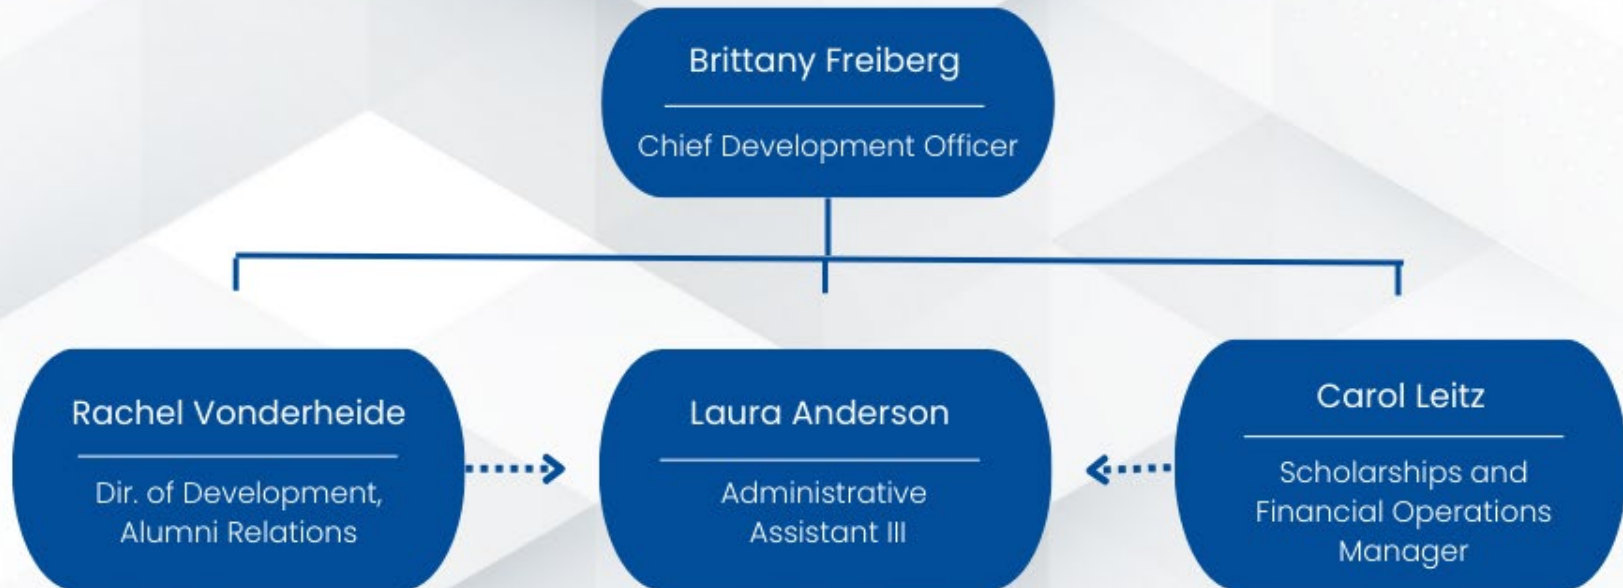 Brittany Freiberg
Chief Development Officer
Rachel Vonderheide
Dir. of Development,
Alumni Relations
Laura Anderson
Administrative
Assistant III
Carol Leitz
Scholarships and
Financial Operations
Manager